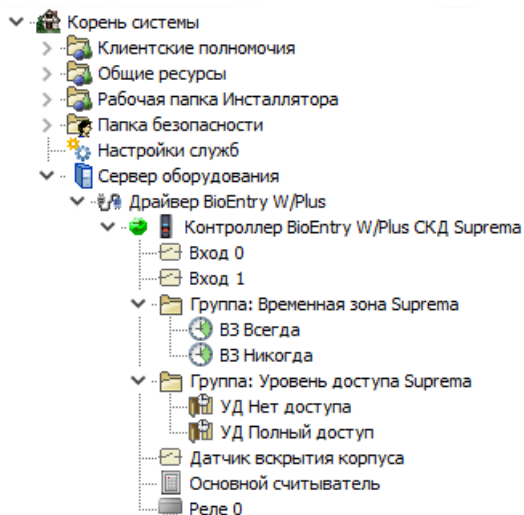 Корень системы
Клиентские полномочия
Общие ресурсы
Рабочая папка Инсталлятора
Папка безопасности
Настройки служб
Сервер оборудования
Драйвер BioEntry W/Plus
Контроллер BioEntry W/Plus СКД Suprema
Вход 0
Вход 1
Группа: Временная зона Suprema
ВЗ Всегда
ВЗ Никогда
Группа: Уровень доступа Suprema
УД Нет доступа
УД Полный доступ
Датчик вскрытия корпуса
Основной считыватель
Реле 0